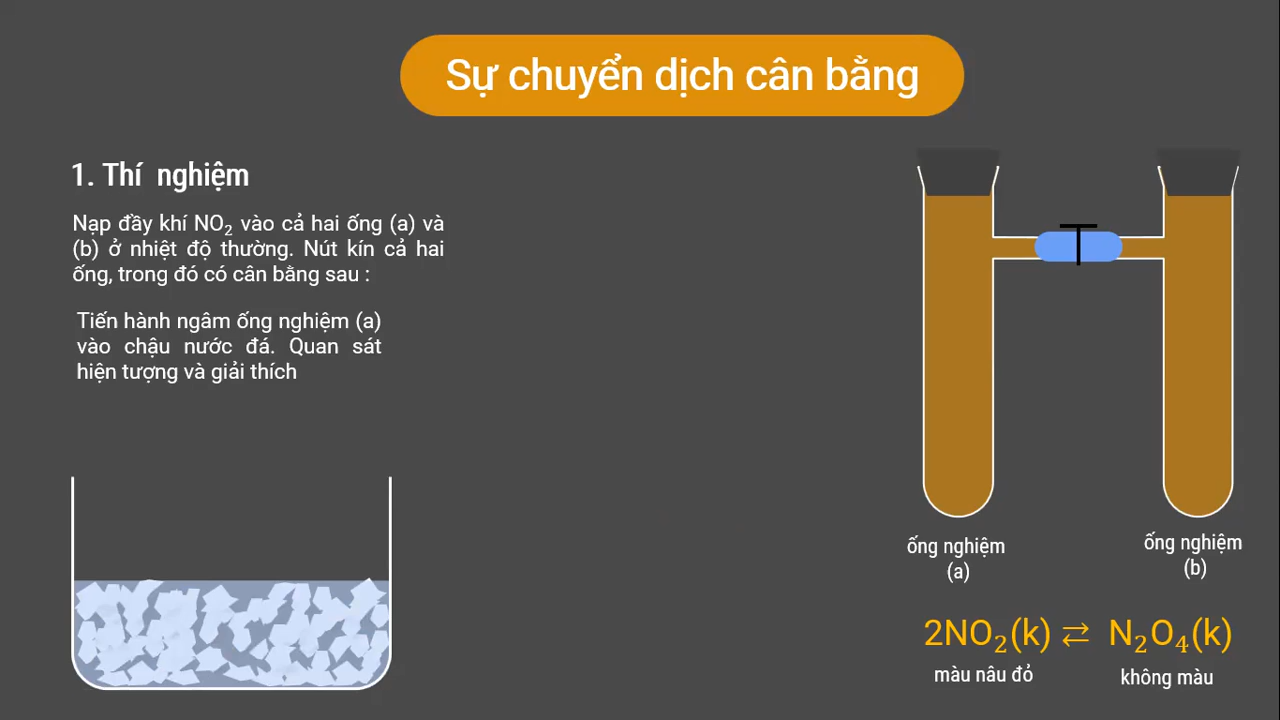 Sự chuyển dịch cân bằng
1. Thí nghiệm
Nạp đầy khí NO₂ vào cả hai ống (a) và
(b) ở nhiệt độ thường. Nút kín cả hai
ống, trong đó có cân bằng sau :
Tiến hành ngâm ống nghiệm (a)
vào chậu nước đá. Quan sát
hiện tượng và giải thích
ống nghiệm
(a)
ống nghiệm
(b)
2NO₂(k) ⇄ N₂O₄(k)
màu nâu đỏ
không màu